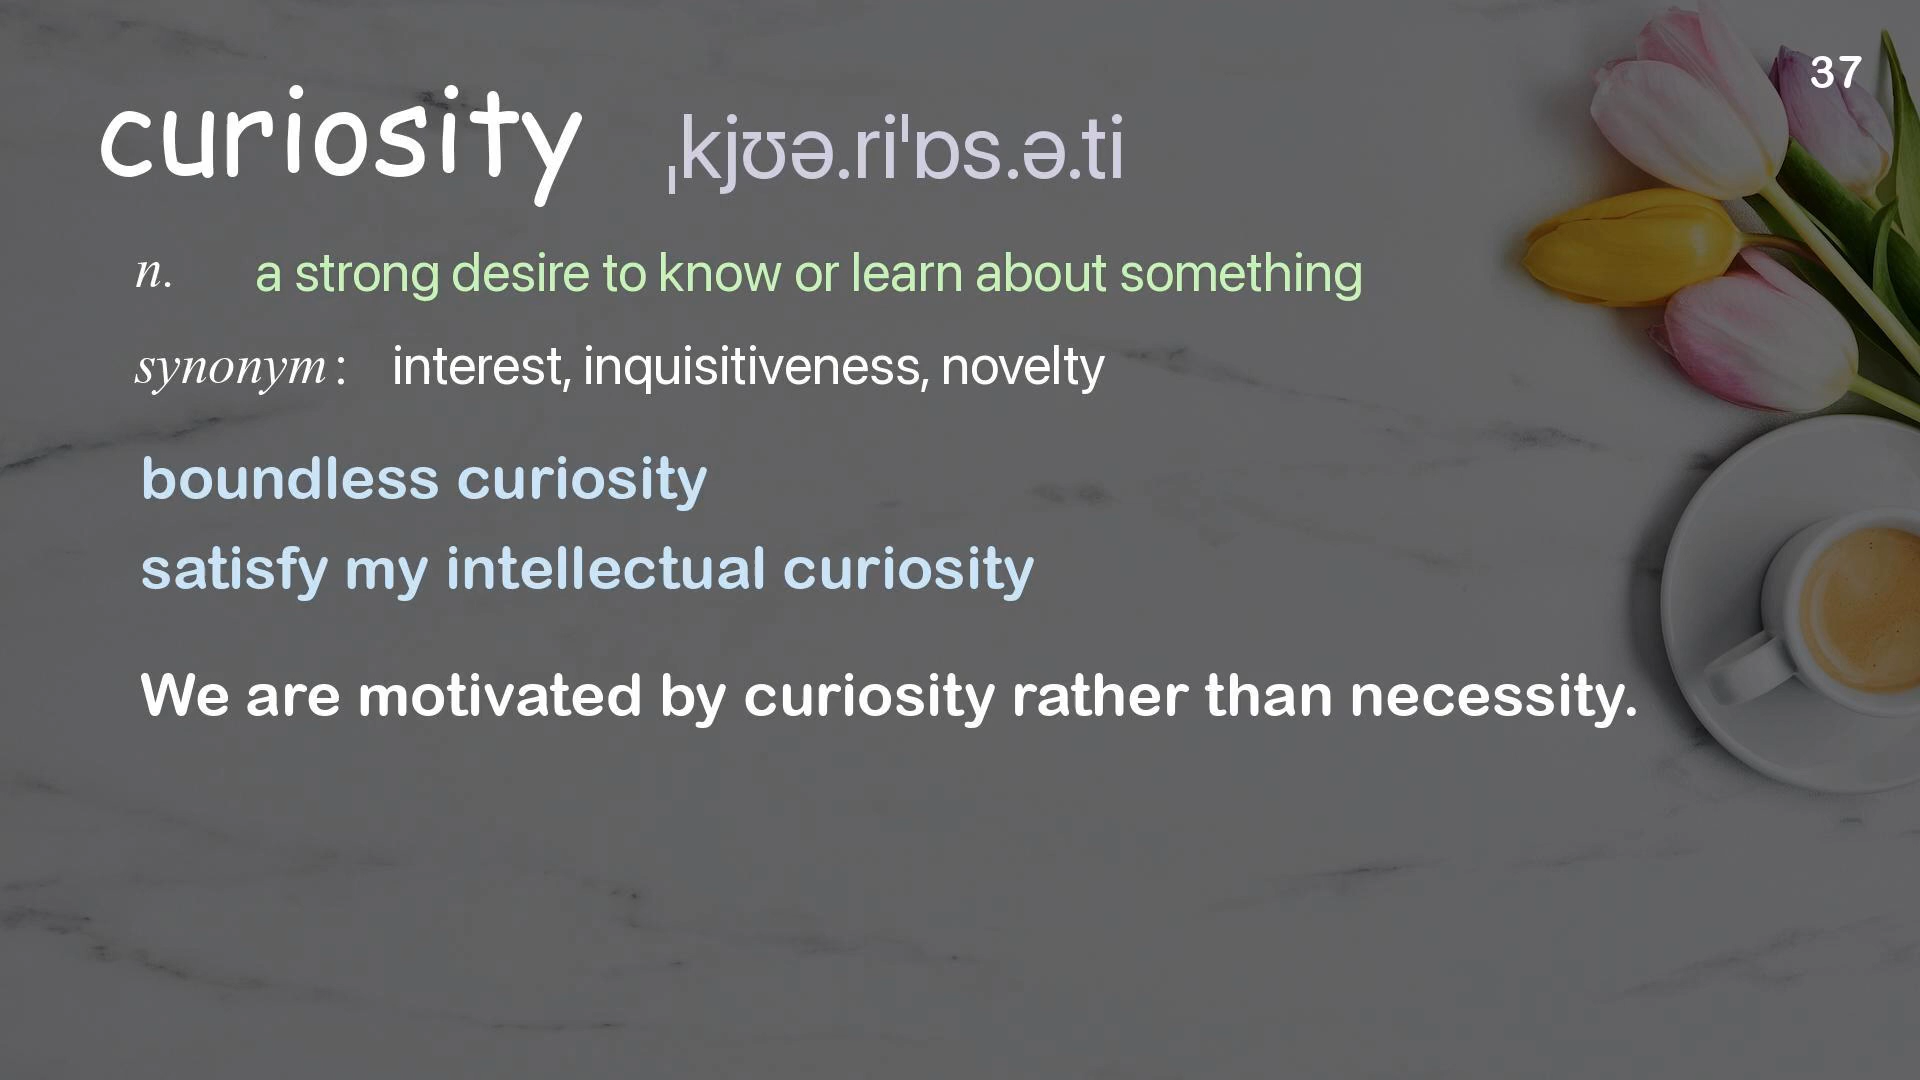 37
curiosity ˌkjʊə.riˈɒs.ə.ti
n. a strong desire to know or learn about something
synonym: interest, inquisitiveness, novelty
boundless curiosity
satisfy my intellectual curiosity
We are motivated by curiosity rather than necessity.